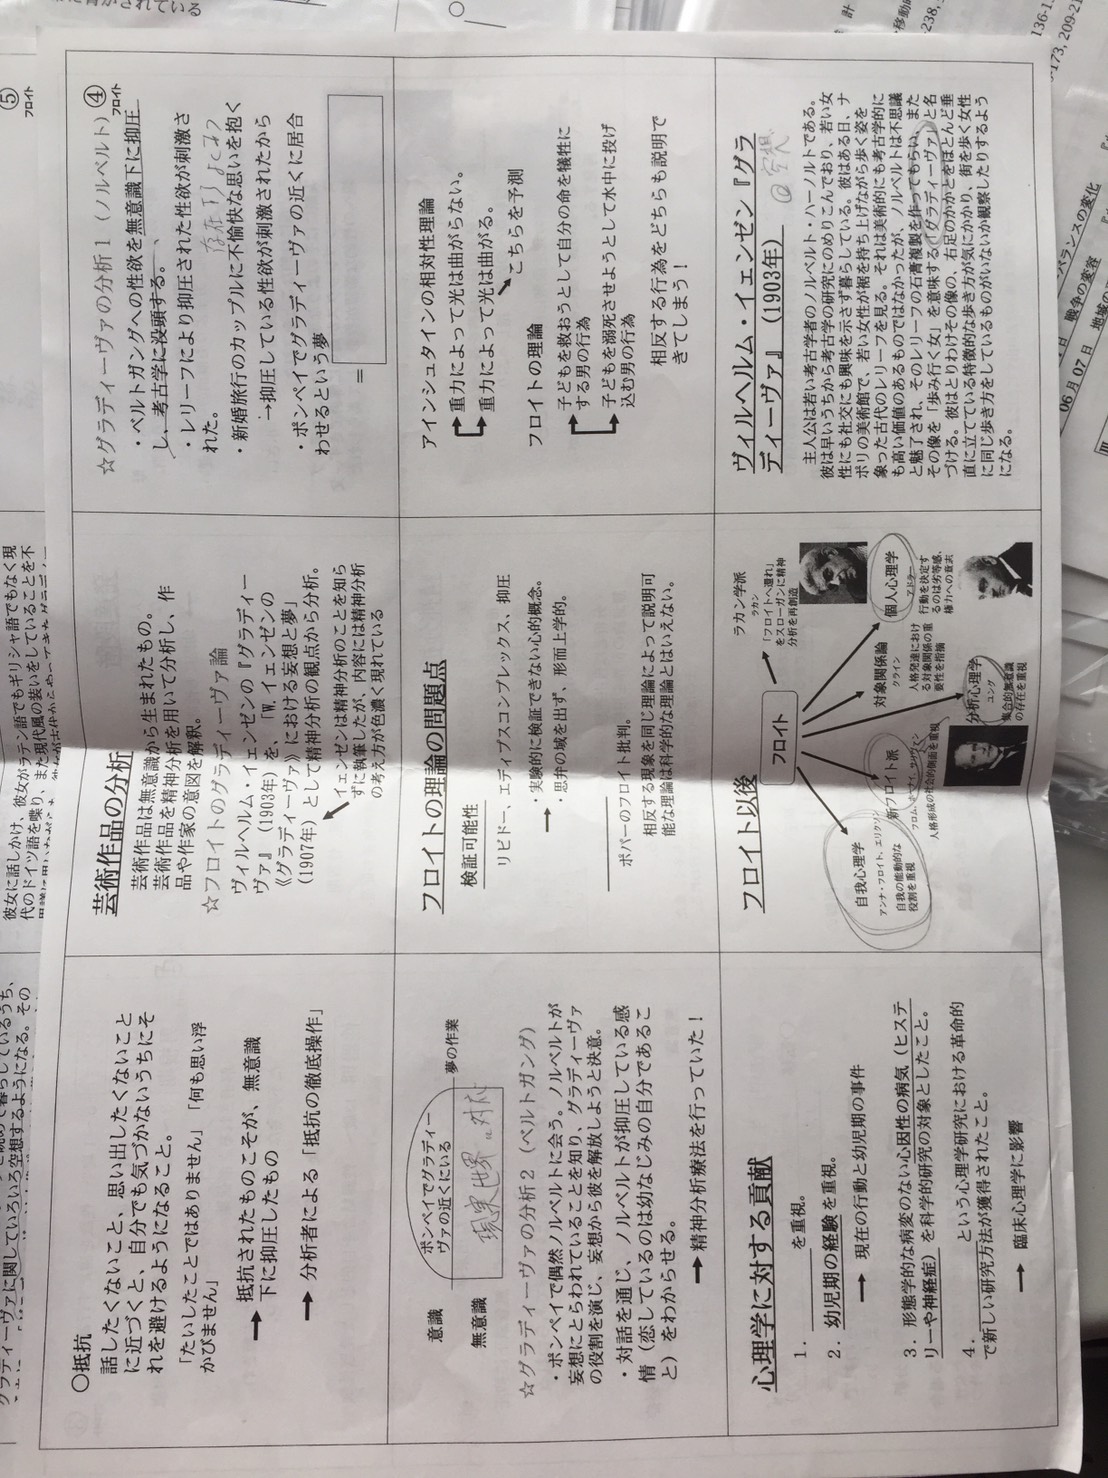 ④
フロイト
⑤
フロイト
○抵抗
話したくないこと、思い出したくないこと
に近づくと、自分でも気づかないうちにそ
れを避けるようになること。
「たいしたことではありません」「何も思い浮
かびません」
抵抗されたものこそが、無意識
下に抑圧したもの
分析者による「抵抗の徹底操作」
芸術作品の分析
芸術作品は無意識から生まれたもの。
芸術作品を精神分析を用いて分析し、作
品や作家の意図を解釈。
☆フロイトのグラディーヴァ論
ヴィルヘルム・イェンゼンの『グラディー
ヴァ』(1903年)を、「W.イェンゼンの
《グラディーヴァ》における妄想と夢」
(1907年)として精神分析の観点から分析。
イェンゼンは精神分析のことを知ら
ずに執筆したが、内容には精神分析
の考え方が色濃く現れている
☆グラディーヴァの分析1(ノルベルト)
・ベルトガングへの性欲を無意識下に抑圧
し、考古学に没頭する。
・レリーフにより抑圧された性欲が刺激さ
れた。
・新婚旅行のカップルに不愉快な思いを抱く
→抑圧している性欲が刺激されたから
・ポンペイでグラディーヴァの近くに居合
わせるという夢
=
意識
無意識
ポンペイでグラディー
ヴァの近くにいる
夢の作業
現実世界に対応
☆グラディーヴァの分析2(ベルトガング)
・ポンペイで偶然ノルベルトに会う。ノルベルトが
妄想にとらわれていることを知り、グラディーヴァ
の役割を演じ、妄想から彼を解放しようと決意。
・対話を通じ、ノルベルトが抑圧している感
情(恋しているのは幼なじみの自分であるこ
と)をわからせる。
精神分析療法を行っていた!
フロイトの理論の問題点
検証可能性
リビドー、エディプスコンプレックス、抑圧
・実験的に検証できない心的概念。
・思弁の域を出ず、形而上学的。
ポパーのフロイト批判。
相反する現象を同じ理論によって説明可
能な理論は科学的な理論とはいえない。
アインシュタインの相対性理論
重力によって光は曲がらない。
重力によって光は曲がる。
こちらを予測
フロイトの理論
子どもを救おうとして自分の命を犠牲に
する男の行為
子どもを溺死させようとして水中に投げ
込む男の行為
相反する行為をどちらも説明で
きてしまう!
心理学に対する貢献
1. を重視。
2. 幼児期の経験を重視。
現在の行動と幼児期の事件
3. 形態学的な病変のない心因性の病気(ヒステ
リーや神経症)を科学的研究の対象としたこと。
4. という心理学研究における革命的
で新しい研究方法が獲得されたこと。
臨床心理学に影響
フロイト以後
フロイト
自我心理学
アンナ・フロイト、エリクソン
自我の能動的な
役割を重視
新フロイト派
人格形成の社会的側面を重視
分析心理学
ユング
集合的無意識
の存在を重視
対象関係論
クライン
人格発達におけ
る対象関係の重
要性を指摘
個人心理学
アドラー
行動を決定す
るのは劣等感、
権力への意志
ラカン学派
ラカン
「フロイトへ還れ」
をスローガンに精神
分析を再創造
ヴィルヘルム・イェンゼン『グラ
ディーヴァ』(1903年)
主人公は若い考古学者のノルベルト・ハーノルトである。
彼は早いうちから考古学の研究にのめりこんでおり、若い女
性にも社交にも興味を示さず暮らしている。彼はある日、ナ
ポリの美術館で、若い女性が裾を持ち上げながら歩く姿を
象った古代のレリーフを見る。それは美術的にも考古学的に
も高い価値のあるものではなかったが、ノルベルトは不思議
と魅了され、そのレリーフの石膏複製を作ってもらい、また
その像を「歩み行く女」を意味する「グラディーヴァ」と名
づける。彼はとりわけその像の、右足のかかとをほとんど垂
直に立てている特徴的な歩き方が気にかかり、街を歩く女性
に同じ歩き方をしているものがいないか観察したりするよう
になる。
彼女に話しかけ、彼女がラテン語でもギリシャ語でもなく現
代のドイツ語を喋り、また現代風の装いをしていることを不
06月07日
戦争の変容
バランスの変化